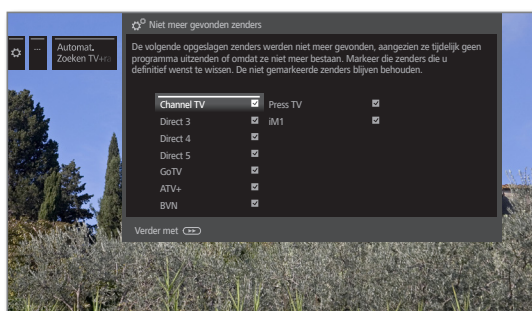 Niet meer gevonden zenders
...
Automat.
Zoeken TV+ra
De volgende opgeslagen zenders werden niet meer gevonden, aangezien ze tijdelijk geen
programma uitzenden of omdat ze niet meer bestaan. Markeer die zenders die u
definitief wenst te wissen. De niet gemarkeerde zenders blijven behouden.
Channel TV
Press TV
Direct 3
iM1
Direct 4
Direct 5
GoTV
ATV+
BVN
Verder met